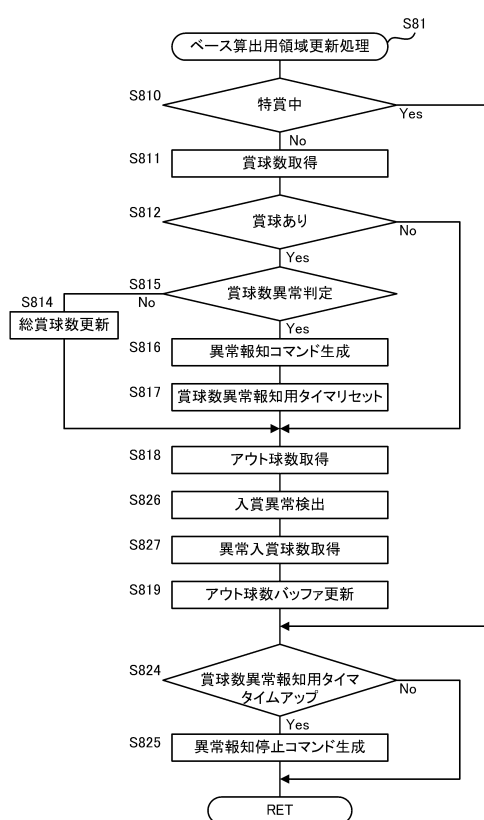 S81
ベース算出用領域更新処理
S810
特賞中
Yes
No
S811
賞球数取得
S812
賞球あり
No
Yes
S815
賞球数異常判定
S814
No
総賞球数更新
Yes
S816
異常報知コマンド生成
S817
賞球数異常報知用タイマリセット
S818
アウト球数取得
S826
入賞異常検出
S827
異常入賞球数取得
S819
アウト球数バッファ更新
S824
賞球数異常報知用タイマ
タイムアップ
No
Yes
S825
異常報知停止コマンド生成
RET